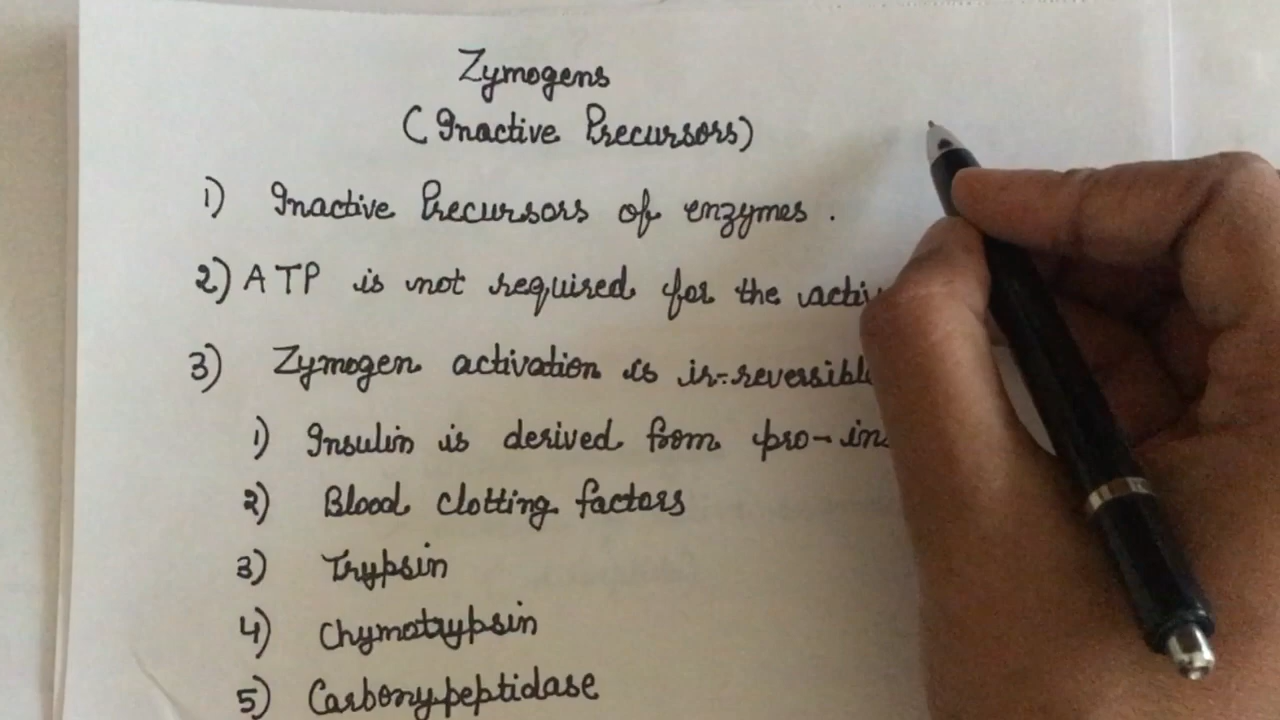 Zymogens
(Inactive Precursors)
1) Inactive Precursors of enzymes.
2) ATP is not required for the
3) Zymogen activation is ir-reversible
1) Insulin is derived from
2) Blood clotting factors
3) Trypsin
4) Chymotrypsin
5) Carboxypeptidase